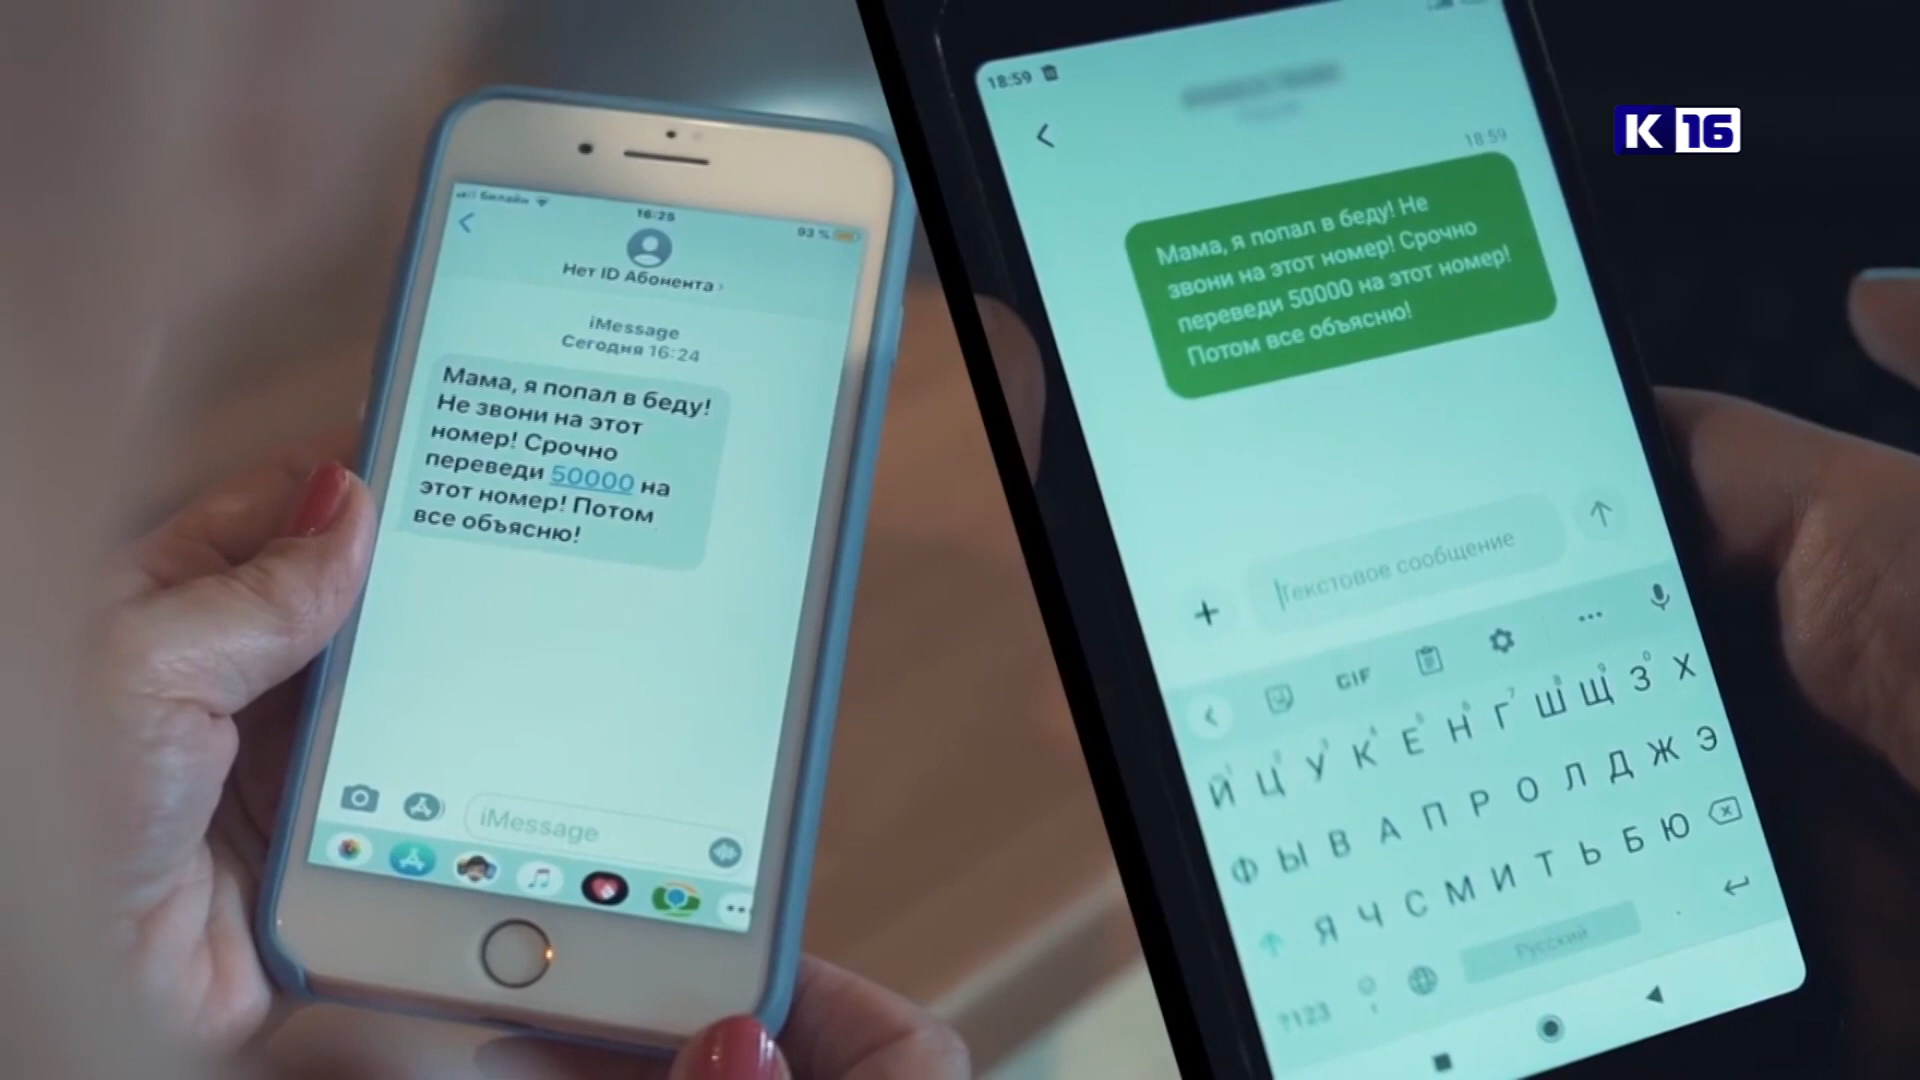 Билайн
16:25
93 %
Нет ID Абонента
iMessage
Сегодня 16:24
Мама, я попал в беду!
Не звони на этот
номер! Срочно
переведи 50000 на
этот номер! Потом
все объясню!
iMessage
18:59
18:59
Мама, я попал в беду! Не
звони на этот номер! Срочно
переведи 50000 на этот номер!
Потом все объясню!
Текстовое сообщение
GIF
Й Ц У К Е Н Г Ш Щ З Х
Ф Ы В А П Р О Л Д Ж Э
Я Ч С М И Т Ь Б Ю
?123
Русский
К 16